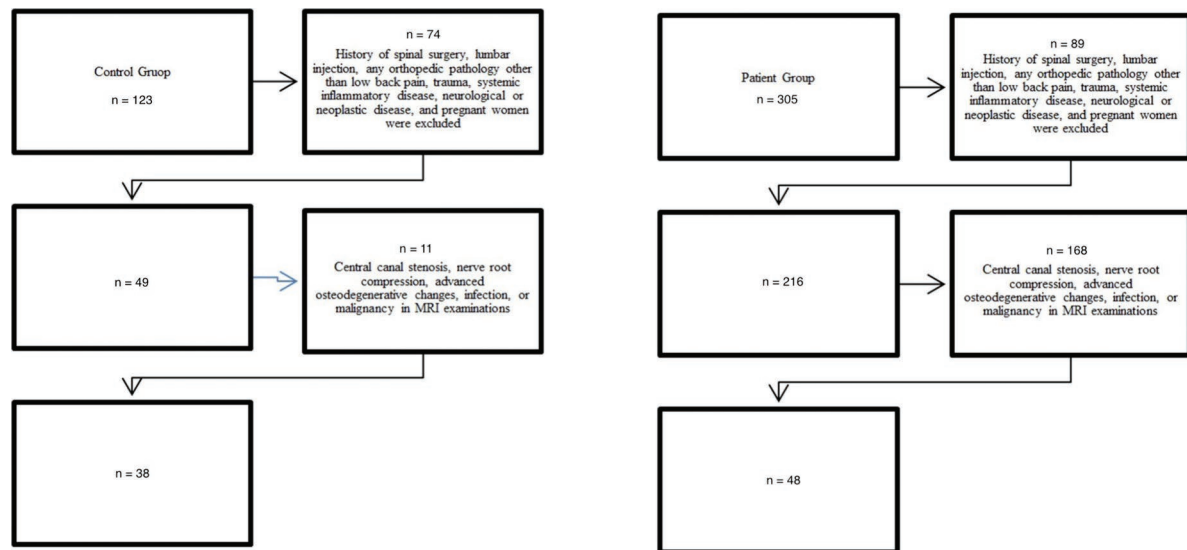 Control Gruop
n = 123
n = 74
History of spinal surgery, lumbar
injection, any orthopedic pathology other
than low back pain, trauma, systemic
inflammatory disease, neurological or
neoplastic disease, and pregnant women
were excluded
n = 49
n = 11
Central canal stenosis, nerve root
compression, advanced
osteodegenerative changes, infection, or
malignancy in MRI examinations
n = 38
Patient Group
n = 305
n = 89
History of spinal surgery, lumbar
injection, any orthopedic pathology other
than low back pain, trauma, systemic
inflammatory disease, neurological or
neoplastic disease, and pregnant women
were excluded
n = 216
n = 168
Central canal stenosis, nerve root
compression, advanced
osteodegenerative changes, infection, or
malignancy in MRI examinations
n = 48